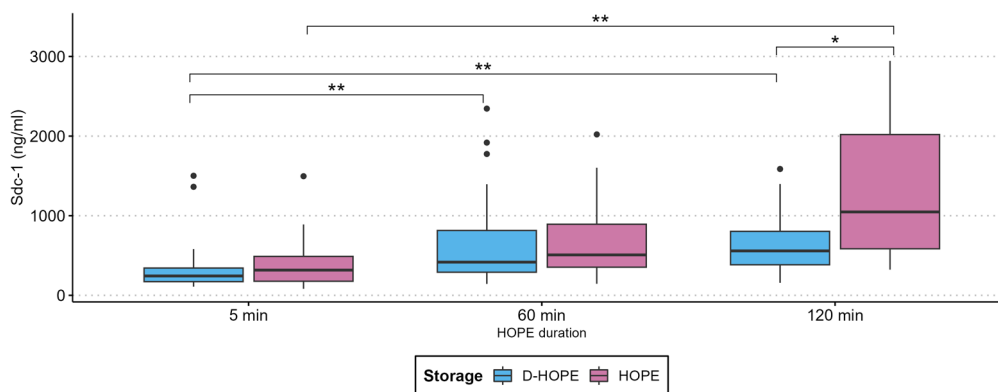 **
*
**
**
3000
2000
1000
0
Sdc-1 (ng/ml)
5 min
60 min
120 min
HOPE duration
Storage D-HOPE HOPE